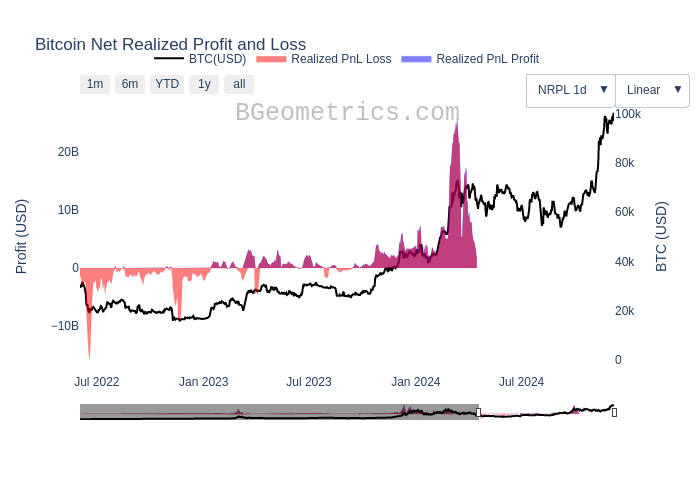 Bitcoin Net Realized Profit and Loss
BTC(USD) Realized PnL Loss Realized PnL Profit
1m 6m YTD 1y all NRPL 1d ▼ Linear ▼
BGeometrics.com
100k
20B
80k
10B
60k
0
40k
−10B
20k
0
Profit (USD)
BTC (USD)
Jul 2022 Jan 2023 Jul 2023 Jan 2024 Jul 2024